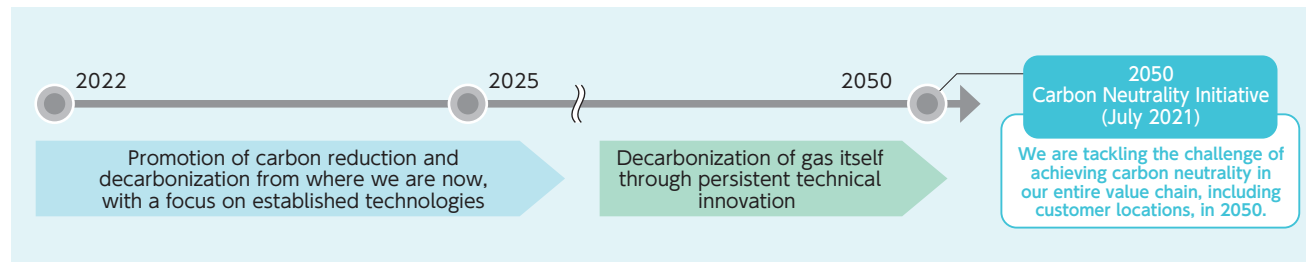 2022
2025
2050
Promotion of carbon reduction and
decarbonization from where we are now,
with a focus on established technologies
Decarbonization of gas itself
through persistent technical
innovation
2050
Carbon Neutrality Initiative
(July 2021)
We are tackling the challenge of
achieving carbon neutrality in
our entire value chain, including
customer locations, in 2050.